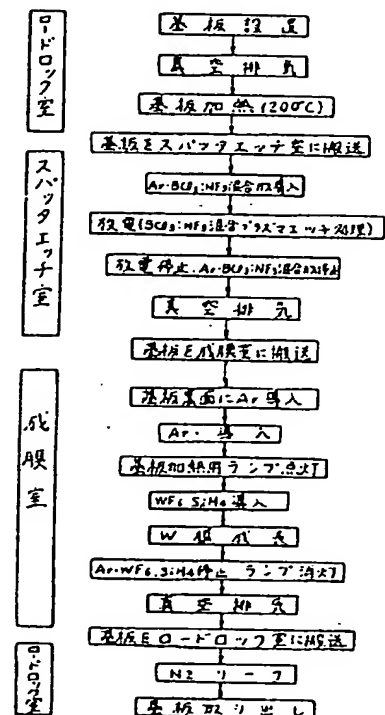 ロードロック室
基板設置
真空排気
基板加熱(200℃)
基板をスパッタエッチ室に搬送
スパッタエッチ室
Ar・BCl3:NF3混合ガス導入
放電(BCl3:NF3混合プラズマエッチ処理)
放電停止.Ar・BCl3:NF3混合ガス停止
真空排気
基板を成膜室に搬送
成膜室
基板裏面にAr導入
Ar・導入
基板加熱用ランプ点灯
WF6.SiH4導入
W膜成長
Ar・WF6.SiH4停止 ランプ消灯
真空排気
基板をロードロック室に搬送
ロードロック室
N2リーク
基板取り出し